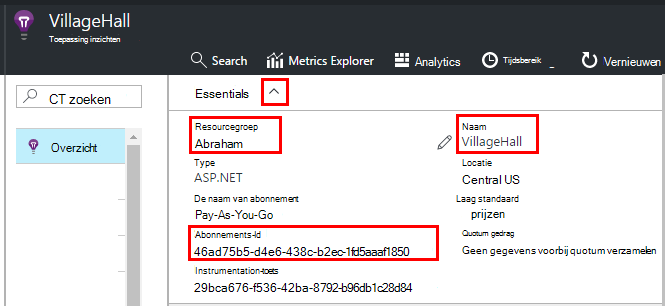 VillageHall
Toepassing inzichten
Search
Metrics Explorer
Analytics
Tijdsbereik
Vernieuwen
CT zoeken
Overzicht
Essentials
Resourcegroep
Abraham
Naam
VillageHall
Type
ASP.NET
Locatie
Central US
De naam van abonnement
Pay-As-You-Go
Laag standaard
prijzen
Abonnements-Id
46ad75b5-d4e6-438c-b2ec-1fd5aaaf1850
Quotum gedrag
Geen gegevens voorbij quotum verzamelen
Instrumentation-toets
29bca676-f536-42ba-8792-b96db1c28d84